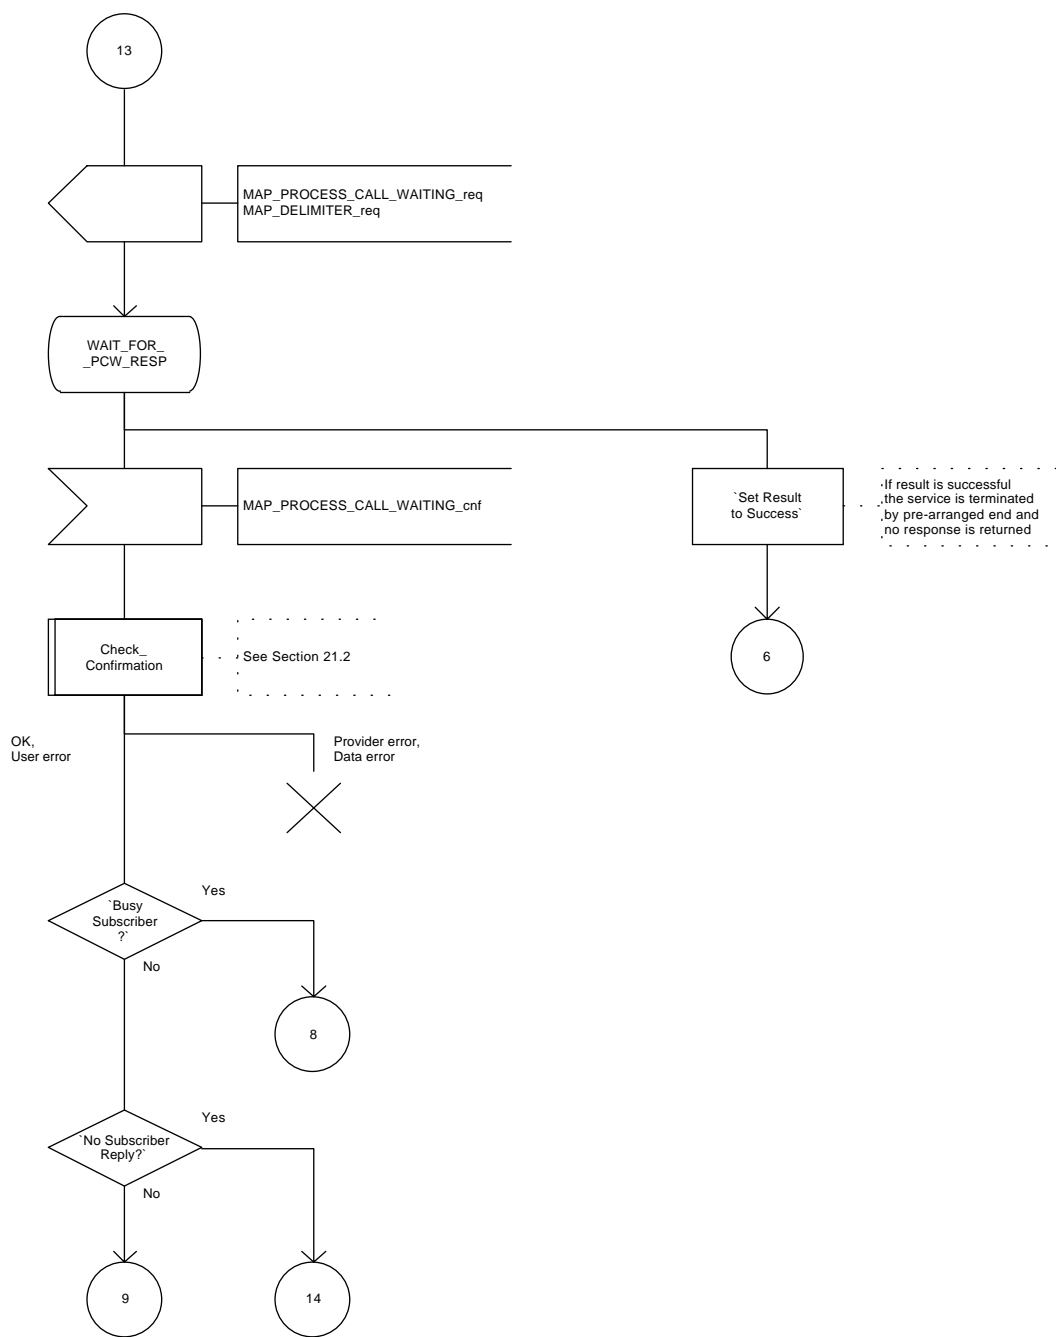 13
MAP_PROCESS_CALL_WAITING_req
MAP_DELIMITER_req
WAIT_FOR_
_PCW_RESP
MAP_PROCESS_CALL_WAITING_cnf
`Set Result
to Success`
If result is successful
the service is terminated
by pre-arranged end and
no response is returned
Check_
Confirmation
See Section 21.2
6
OK,
User error
Provider error,
Data error
`Busy
Subscriber
?`
Yes
No
8
`No Subscriber
Reply?`
Yes
No
9
14